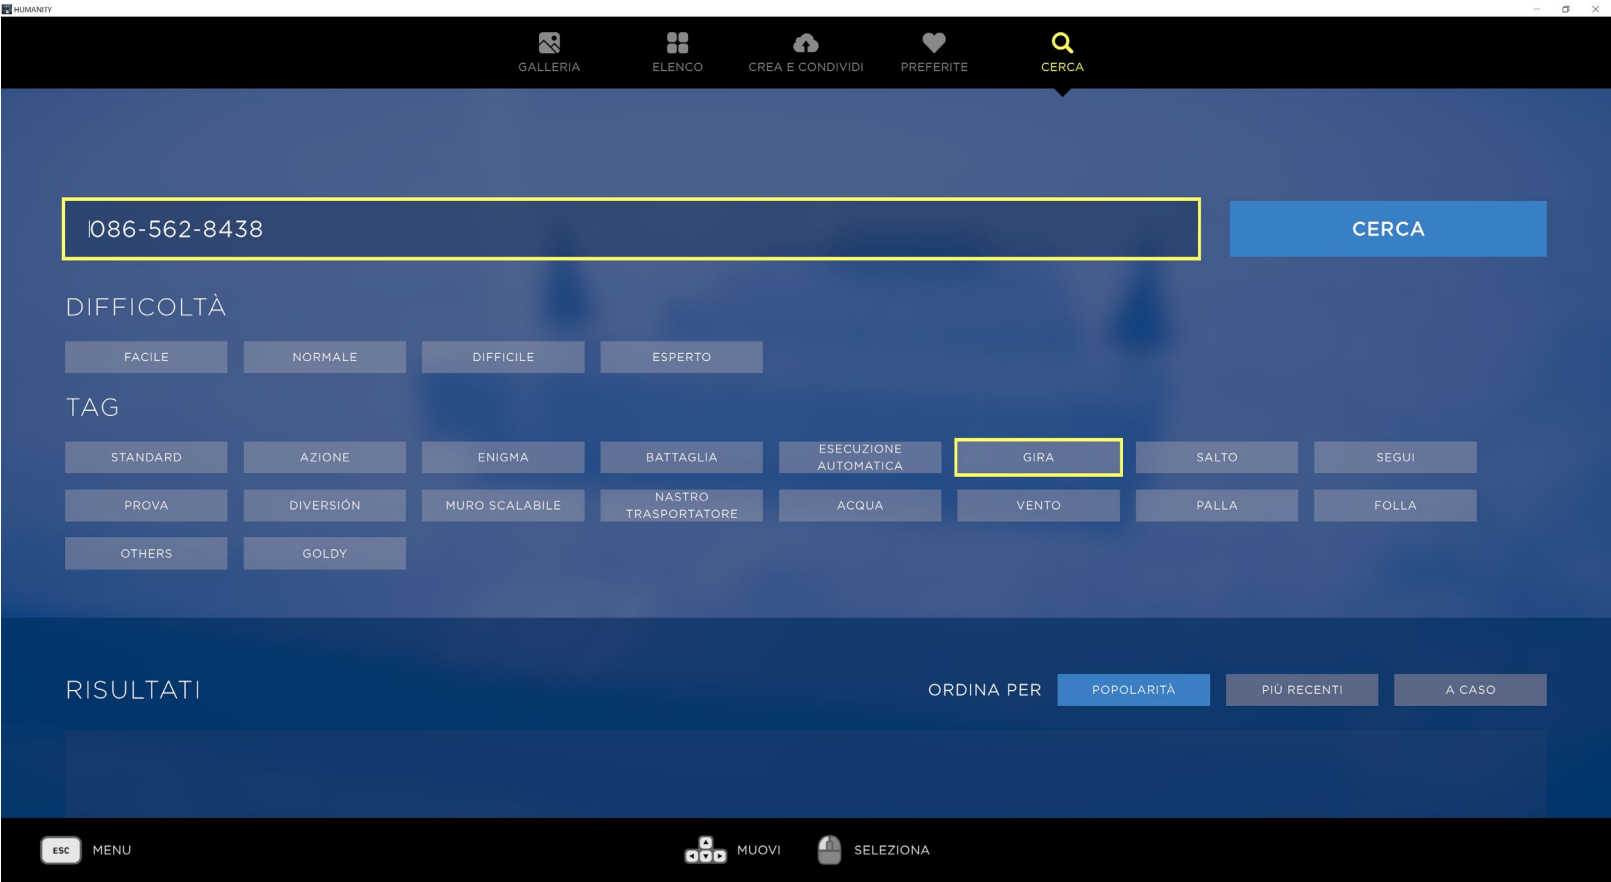 HUMANITY
GALLERIA ELENCO CREA E CONDIVIDI PREFERITE CERCA
086-562-8438 CERCA
DIFFICOLTÀ
FACILE NORMALE DIFFICILE ESPERTO
TAG
STANDARD AZIONE ENIGMA BATTAGLIA ESECUZIONE AUTOMATICA GIRA SALTO SEGUI
PROVA DIVERSIÓN MURO SCALABILE NASTRO TRASPORTATORE ACQUA VENTO PALLA FOLLA
OTHERS GOLDY
RISULTATI ORDINA PER POPOLARITÀ PIÙ RECENTI A CASO
ESC MENU MUOVI SELEZIONA